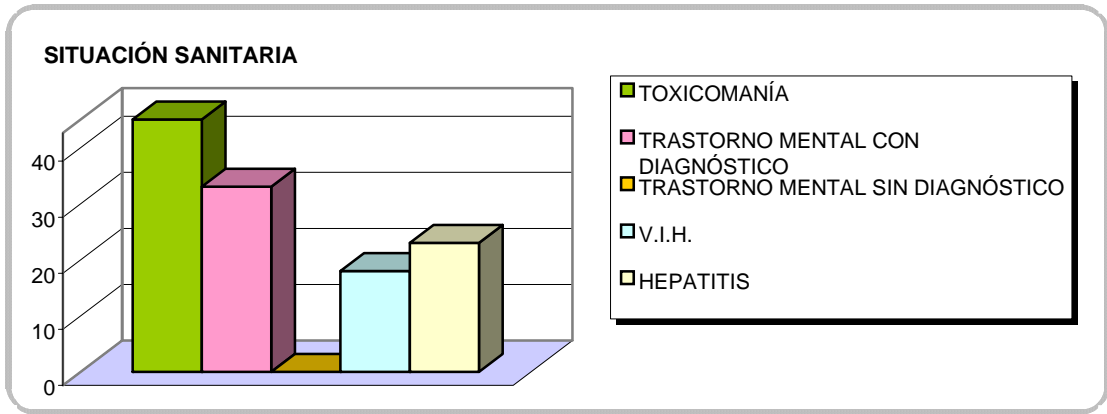 SITUACIÓN SANITARIA
40
30
20
10
0
TOXICOMANÍA
TRASTORNO MENTAL CON
DIAGNÓSTICO
TRASTORNO MENTAL SIN DIAGNÓSTICO
V.I.H.
HEPATITIS